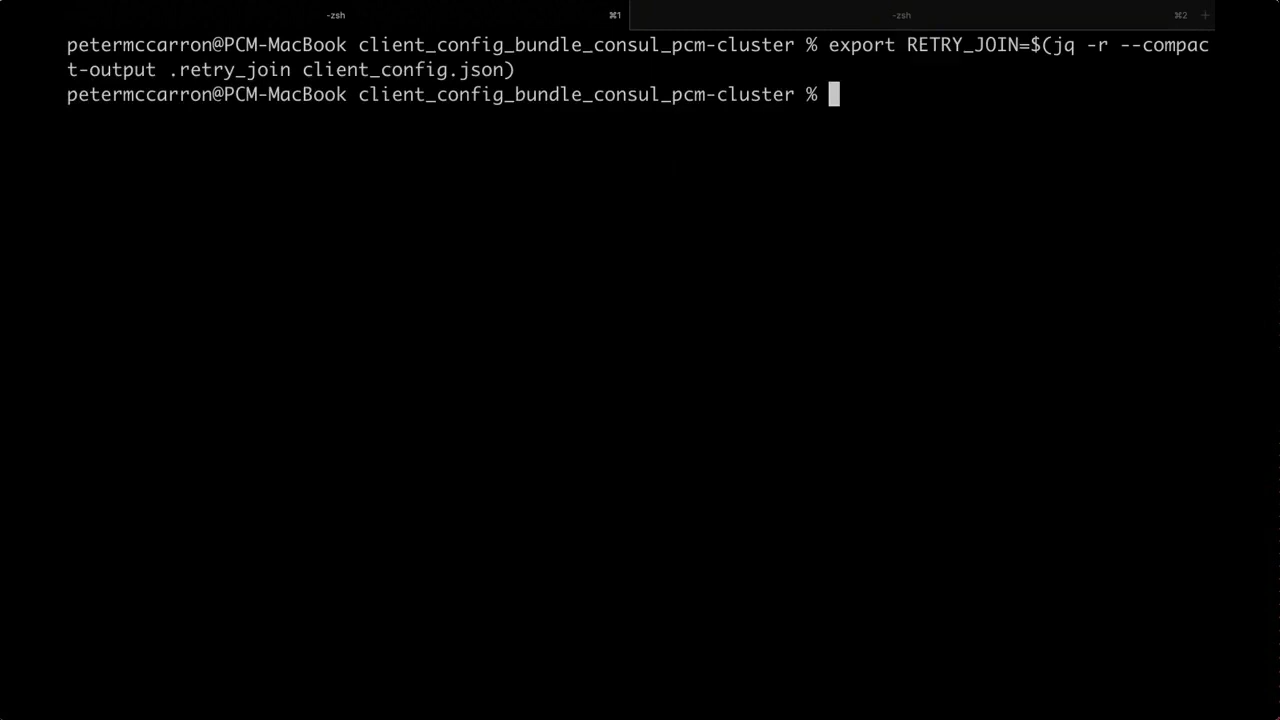 -zsh ⌘1 -zsh ⌘2 +
petermccarron@PCM-MacBook client_config_bundle_consul_pcm-cluster % export RETRY_JOIN=$(jq -r --compac
t-output .retry_join client_config.json)
petermccarron@PCM-MacBook client_config_bundle_consul_pcm-cluster %